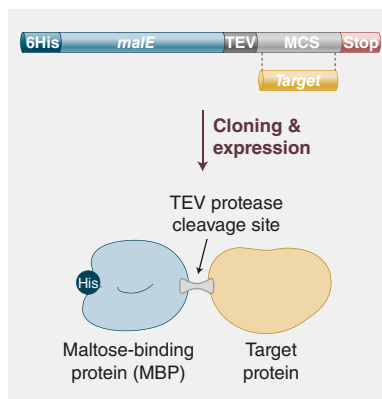 6His malE TEV MCS Stop
Target
Cloning &
expression
TEV protease
cleavage site
His
Maltose-binding
protein (MBP)
Target
protein